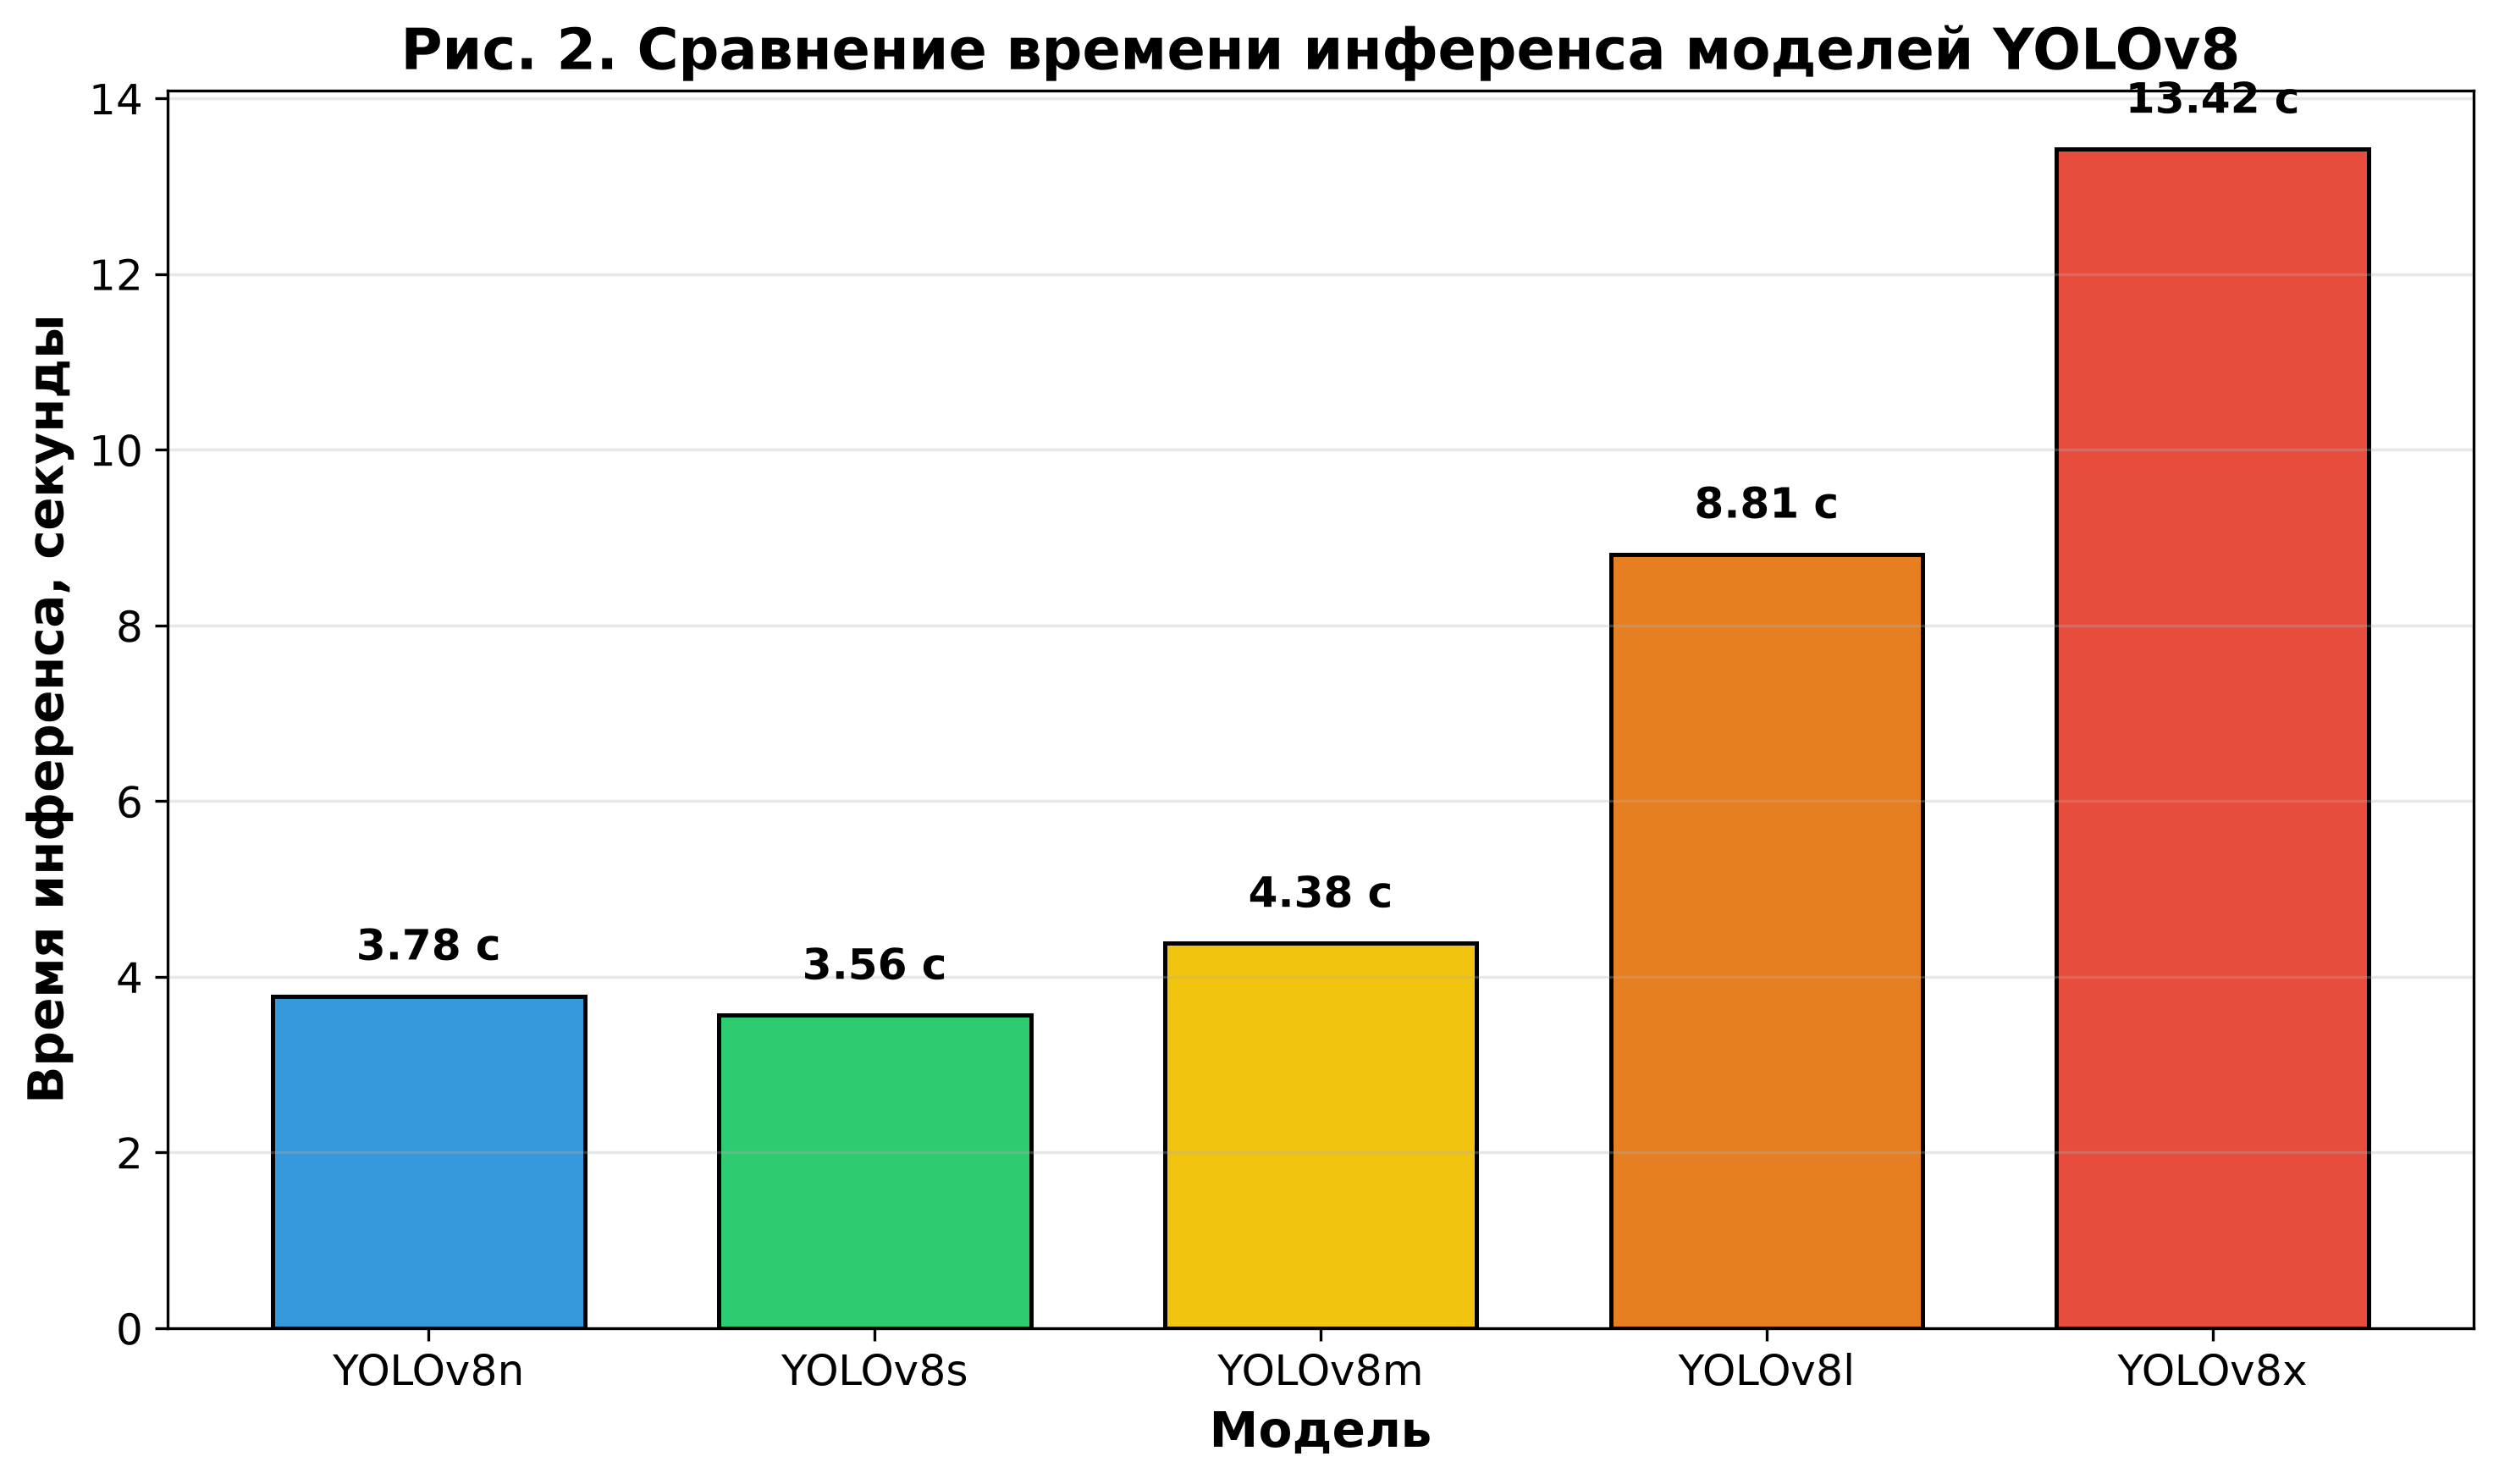 Рис. 2. Сравнение времени инференса моделей YOLOv8
Время инференса, секунды
14
12
10
8
6
4
2
0
3.78 с
3.56 с
4.38 с
8.81 с
13.42 с
YOLOv8n
YOLOv8s
YOLOv8m
YOLOv8l
YOLOv8x
Модель